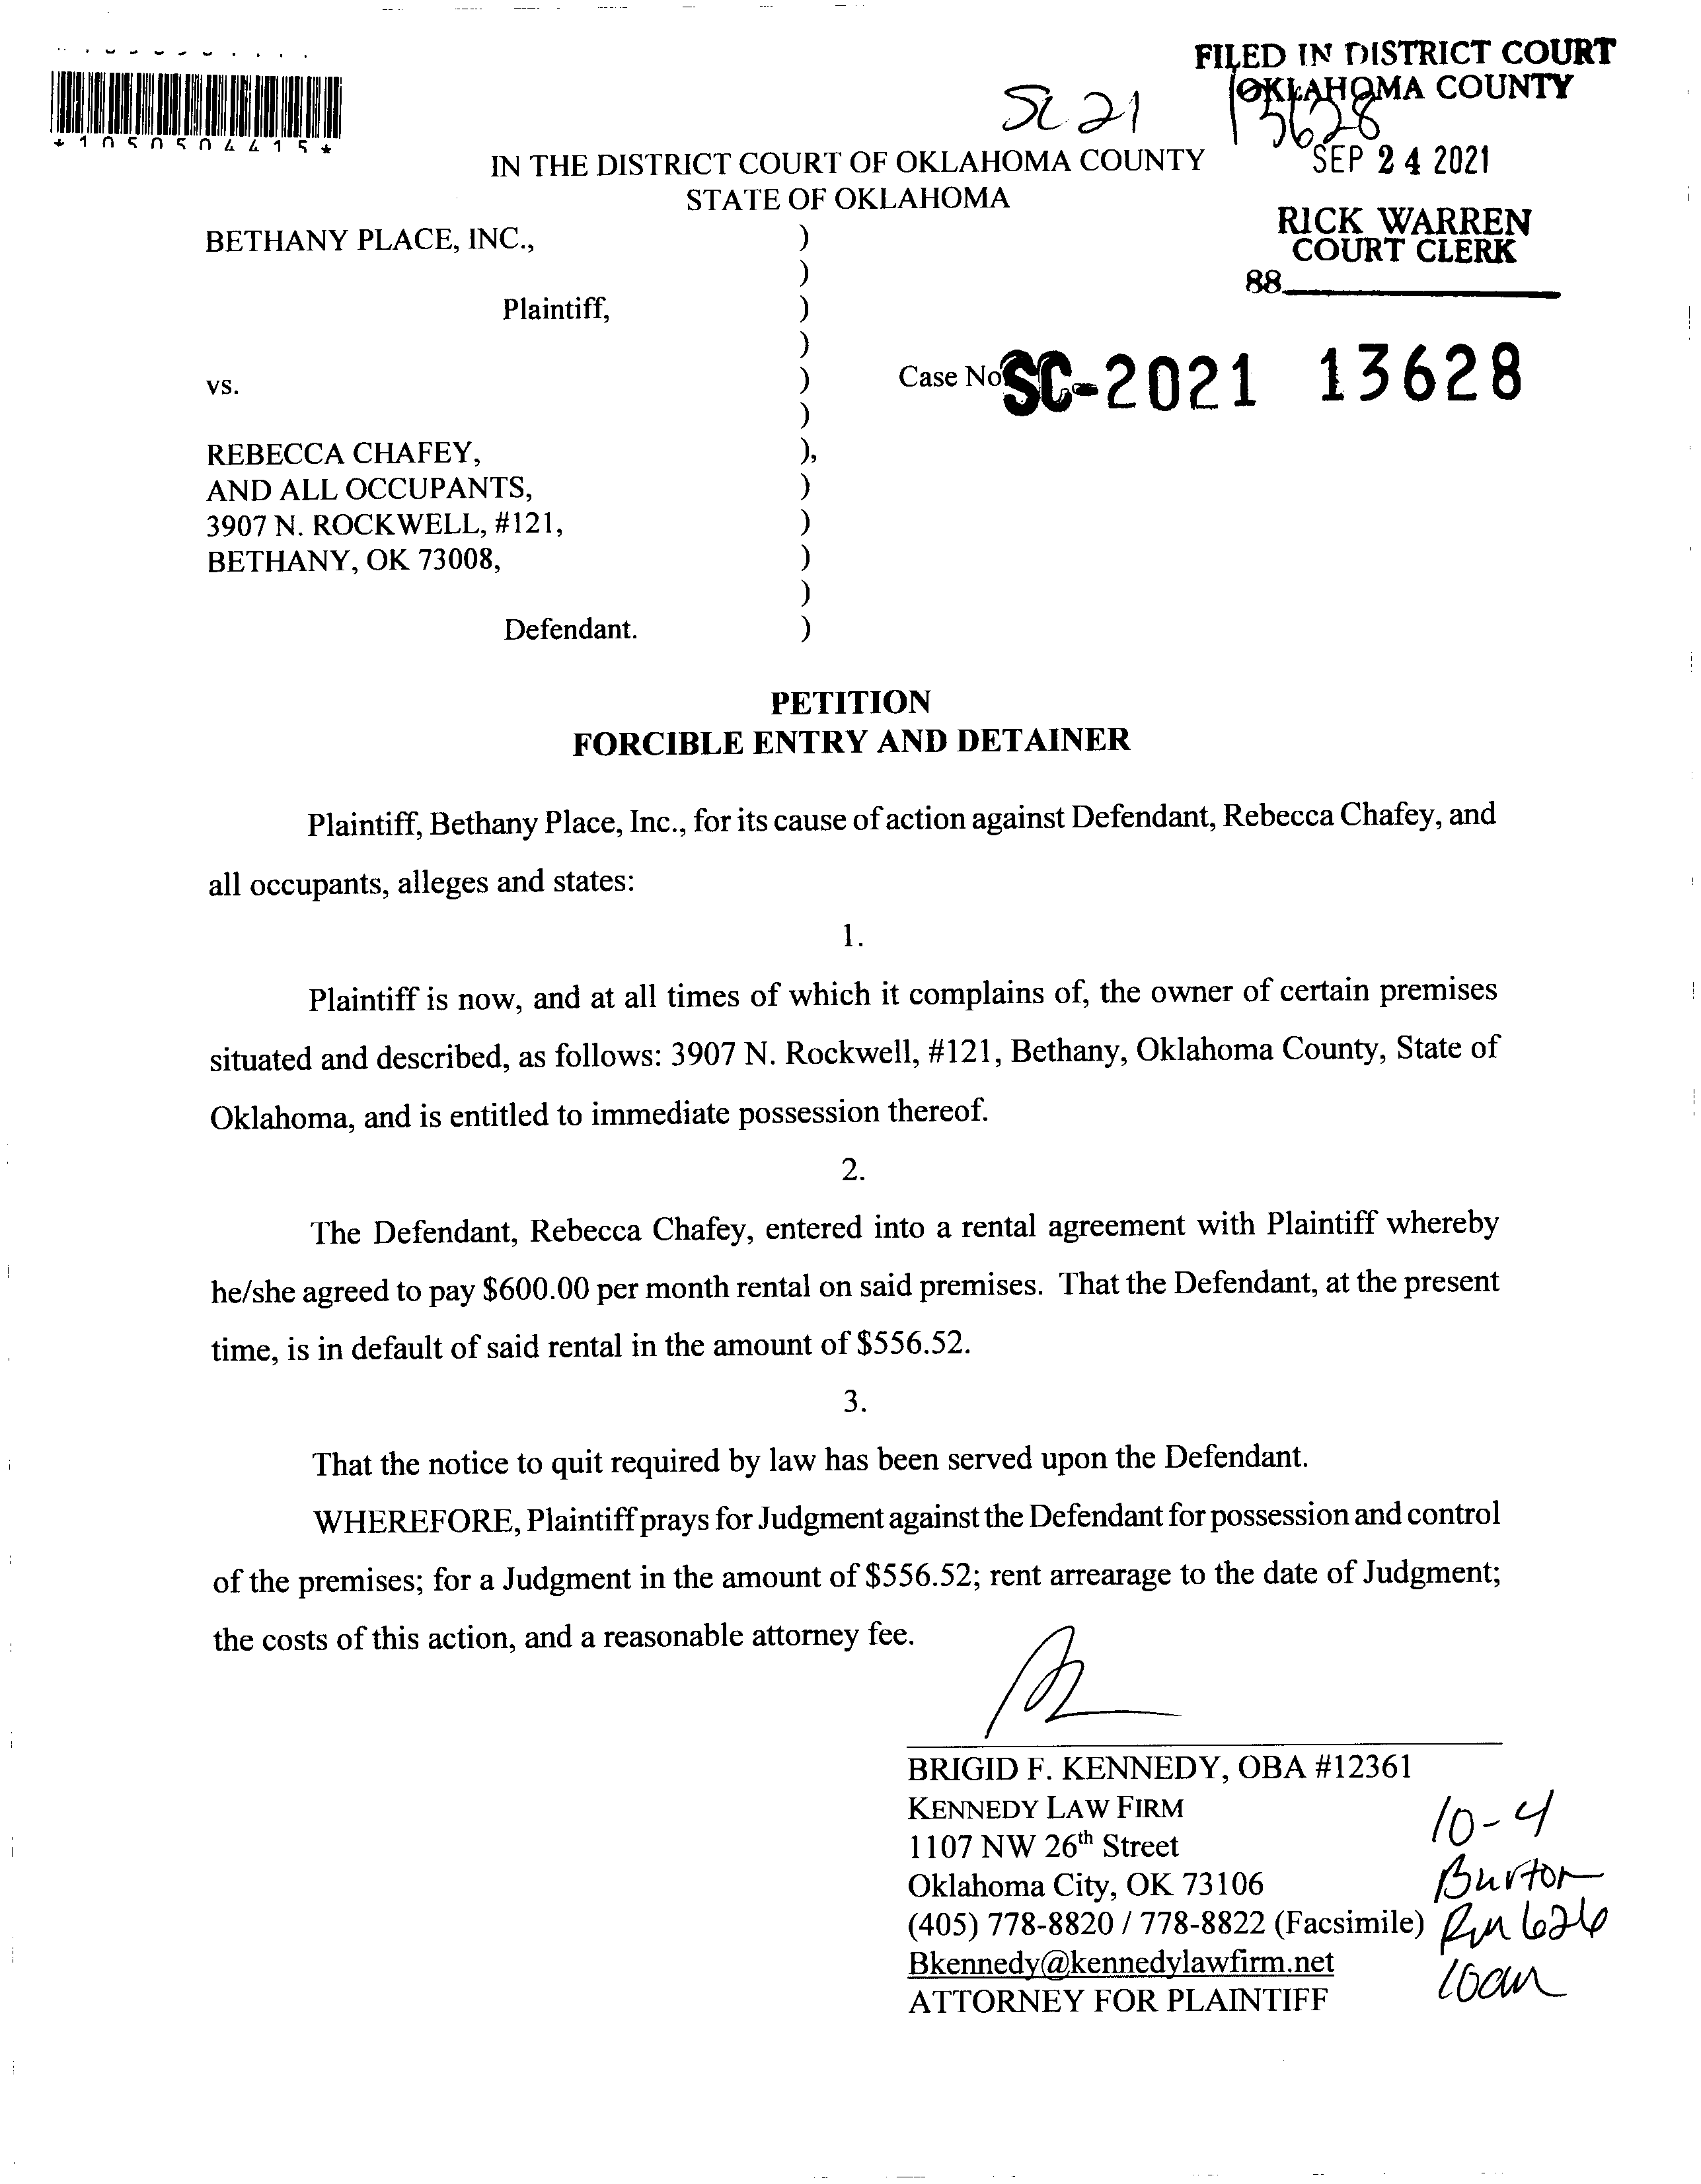 FILED IN DISTRICT COURT
OKLAHOMA COUNTY
SC 21 13628
*1050504415*
SEP 24 2021
IN THE DISTRICT COURT OF OKLAHOMA COUNTY
STATE OF OKLAHOMA
RICK WARREN
COURT CLERK
88
BETHANY PLACE, INC., )
)
Plaintiff, )
)
vs. ) Case No SC-2021 13628
)
REBECCA CHAFEY, ),
AND ALL OCCUPANTS, )
3907 N. ROCKWELL, #121, )
BETHANY, OK 73008, )
)
Defendant. )
PETITION
FORCIBLE ENTRY AND DETAINER
Plaintiff, Bethany Place, Inc., for its cause of action against Defendant, Rebecca Chafey, and
all occupants, alleges and states:
1.
Plaintiff is now, and at all times of which it complains of, the owner of certain premises
situated and described, as follows: 3907 N. Rockwell, #121, Bethany, Oklahoma County, State of
Oklahoma, and is entitled to immediate possession thereof.
2.
The Defendant, Rebecca Chafey, entered into a rental agreement with Plaintiff whereby
he/she agreed to pay $600.00 per month rental on said premises. That the Defendant, at the present
time, is in default of said rental in the amount of $556.52.
3.
That the notice to quit required by law has been served upon the Defendant.
WHEREFORE, Plaintiff prays for Judgment against the Defendant for possession and control
of the premises; for a Judgment in the amount of $556.52; rent arrearage to the date of Judgment;
the costs of this action, and a reasonable attorney fee.
BRIGID F. KENNEDY, OBA #12361
KENNEDY LAW FIRM
1107 NW 26th Street
Oklahoma City, OK 73106
(405) 778-8820 / 778-8822 (Facsimile)
Bkennedy@kennedylawfirm.net
ATTORNEY FOR PLAINTIFF
10-4
Burton
Rm 626
10am